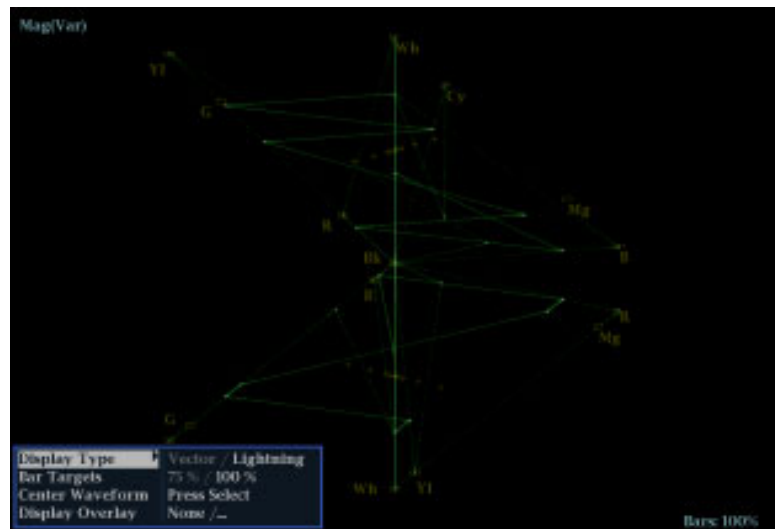 Mag(Var)
Wh
Yl
Cy
G
Mg
R
B
Bk
B
R
Mg
G
Wh
Yl
Display Type Vector / Lightning
Bar Targets 75 % / 100 %
Center Waveform Press Select
Display Overlay None /...
Bars: 100%